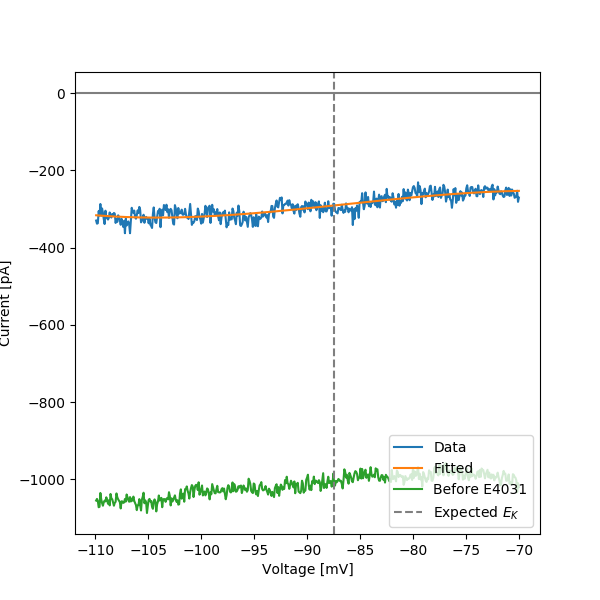 0
−200
−400
−600
−800
−1000
Current [pA]
−110
−105
−100
−95
−90
−85
−80
−75
−70
Voltage [mV]
Data
Fitted
Before E4031
Expected E_K